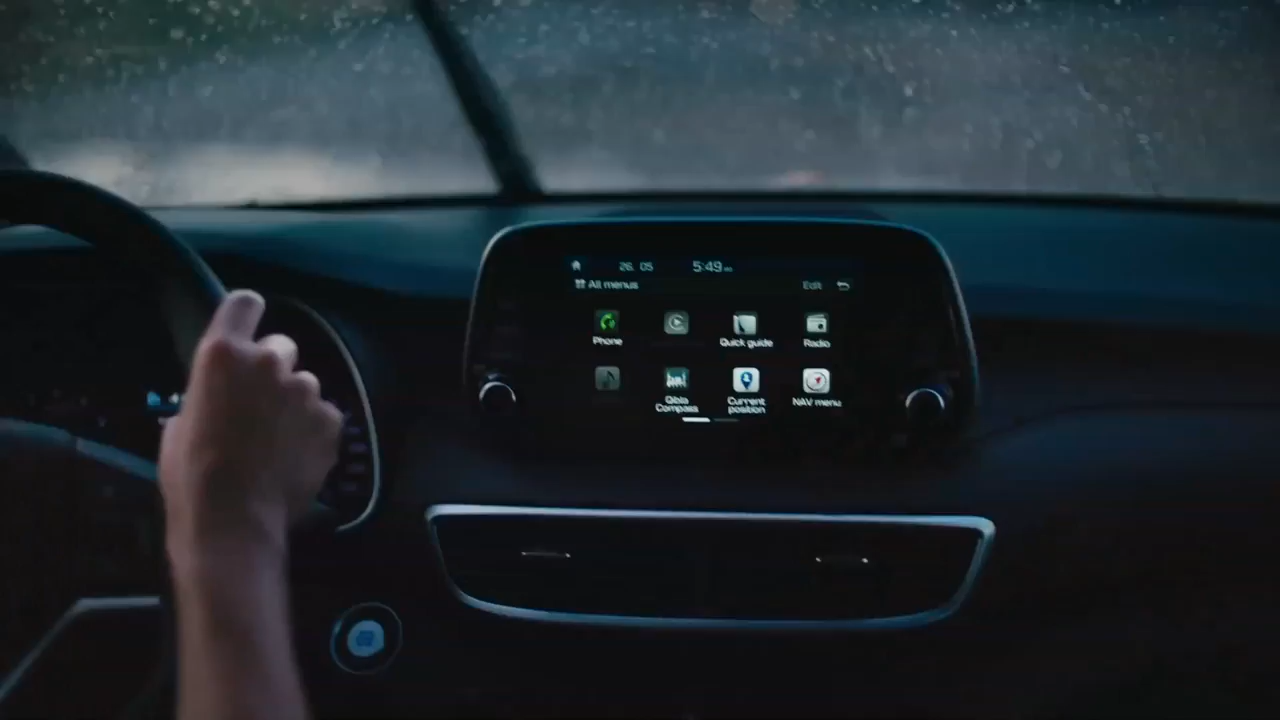 26. 05 5:49
All menus Edit
Phone Quick guide Radio
Qibla Compass Current position NAV menu